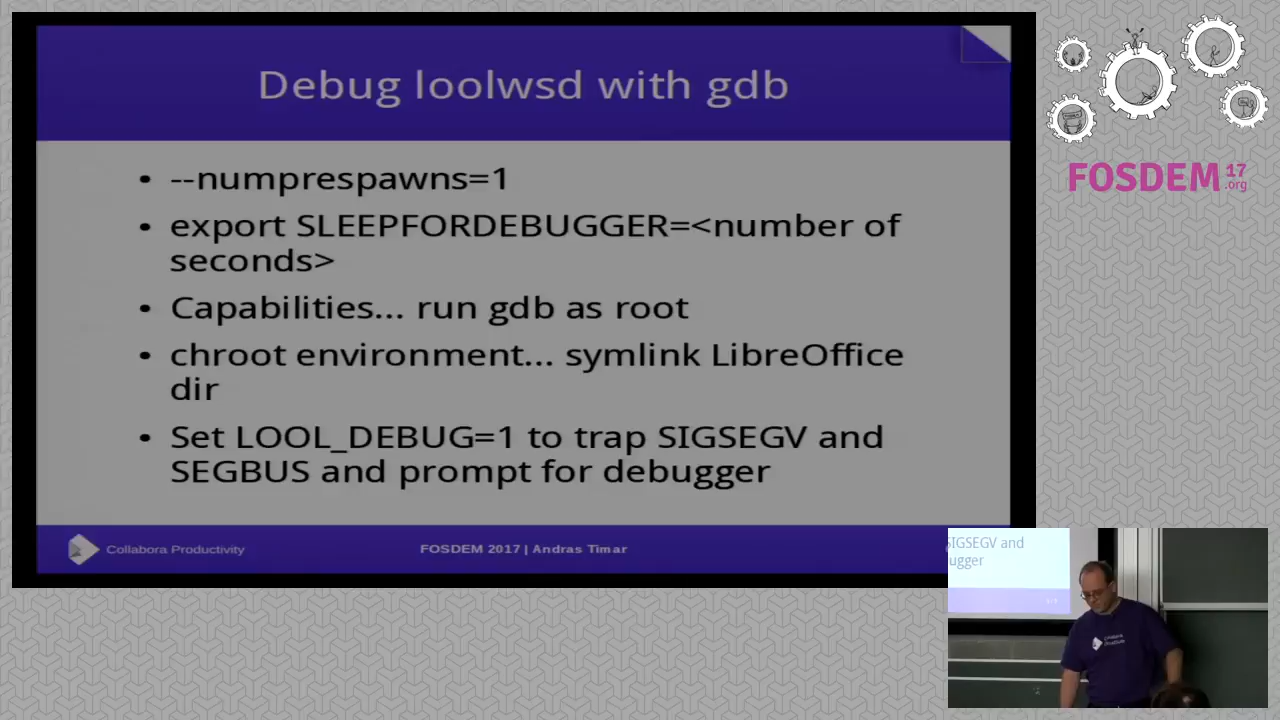 Debug loolwsd with gdb
• --numprespawns=1
• export SLEEPFORDEBUGGER=<number of
seconds>
• Capabilities... run gdb as root
• chroot environment... symlink LibreOffice
dir
• Set LOOL_DEBUG=1 to trap SIGSEGV and
SEGBUS and prompt for debugger
Collabora Productivity
FOSDEM 2017 | Andras Timar
FOSDEM 17
.org
SIGSEGV and
ugger